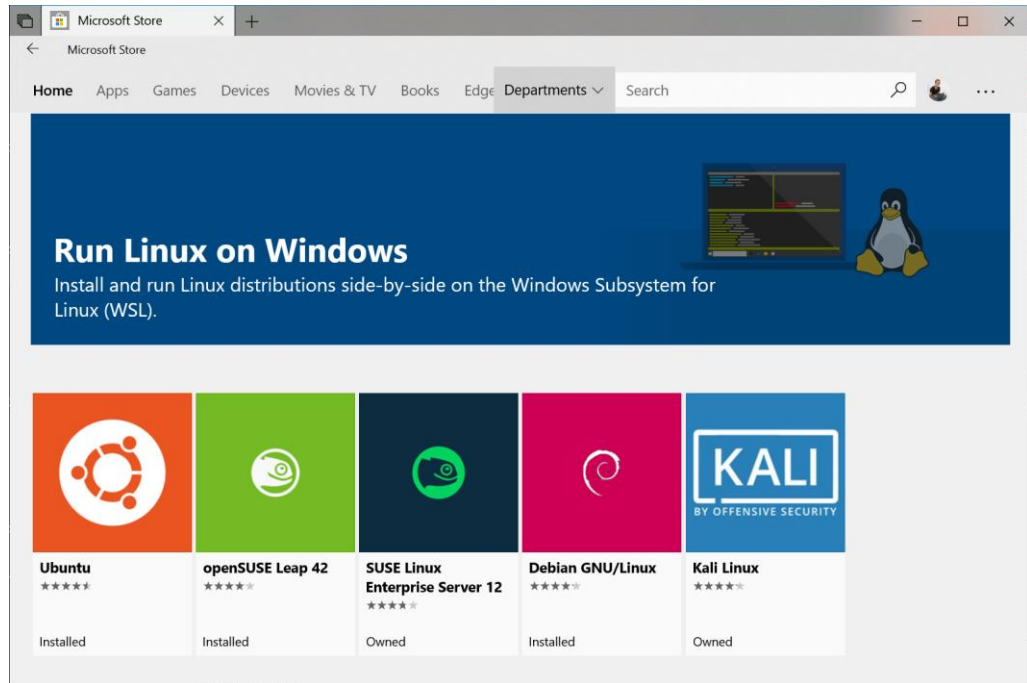 Microsoft Store
Microsoft Store
Home Apps Games Devices Movies & TV Books Edge Departments Search
Run Linux on Windows
Install and run Linux distributions side-by-side on the Windows Subsystem for
Linux (WSL).
KALI
BY OFFENSIVE SECURITY
Ubuntu
Installed
openSUSE Leap 42
Installed
SUSE Linux
Enterprise Server 12
Owned
Debian GNU/Linux
Installed
Kali Linux
Owned